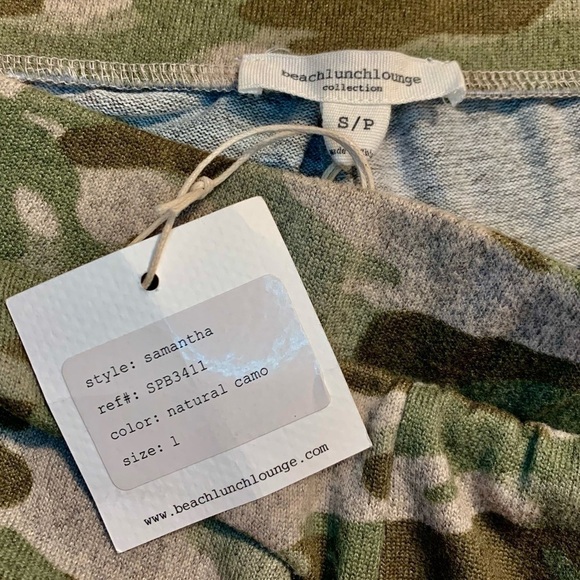 beachlunchlounge
collection
S/P
style: samantha
ref#: SPB3411
color: natural camo
size: 1
www.beachlunchlounge.com